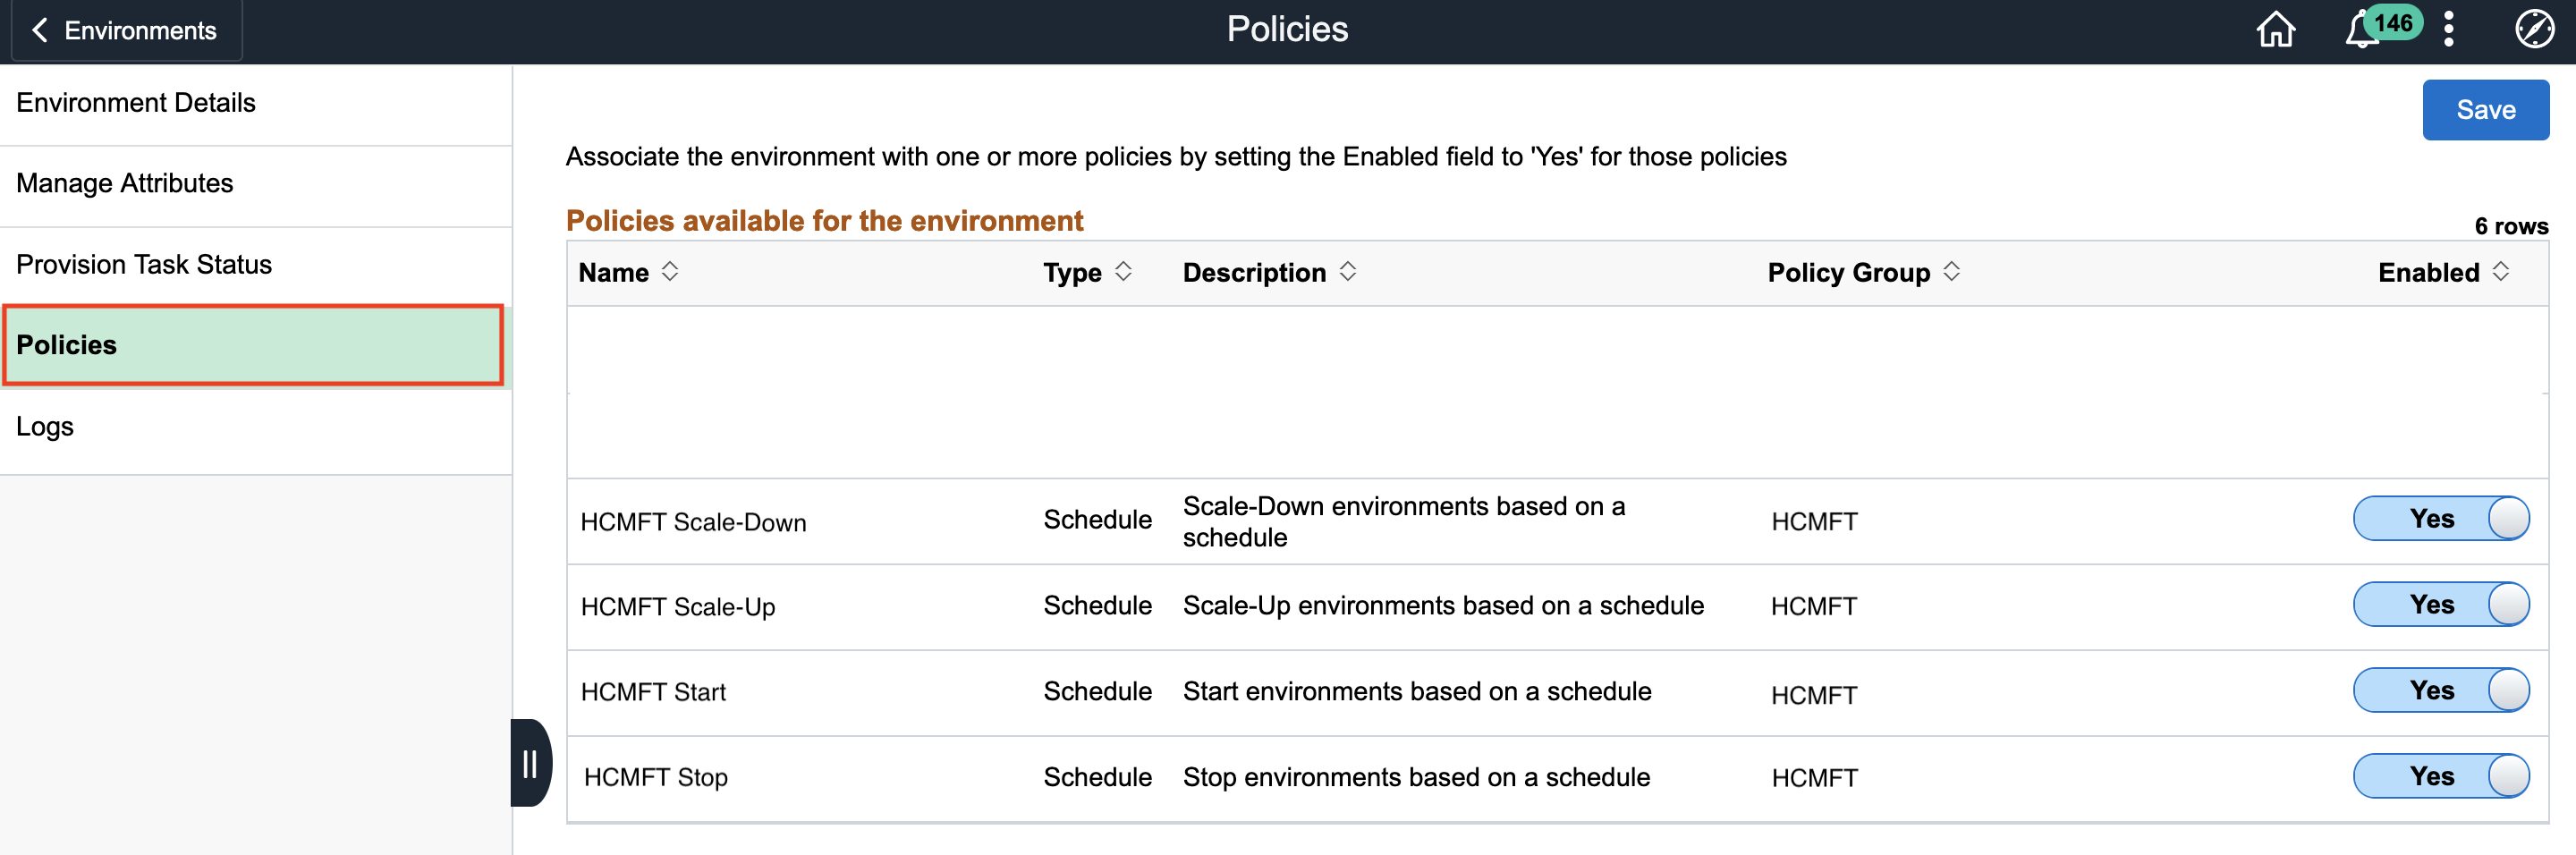 Environments
Policies
146
Environment Details
Manage Attributes
Provision Task Status
Policies
Logs
Save
Associate the environment with one or more policies by setting the Enabled field to 'Yes' for those policies
Policies available for the environment
6 rows
Name Type Description Policy Group Enabled
HCMFT Scale-Down Schedule Scale-Down environments based on a schedule HCMFT Yes
HCMFT Scale-Up Schedule Scale-Up environments based on a schedule HCMFT Yes
HCMFT Start Schedule Start environments based on a schedule HCMFT Yes
HCMFT Stop Schedule Stop environments based on a schedule HCMFT Yes